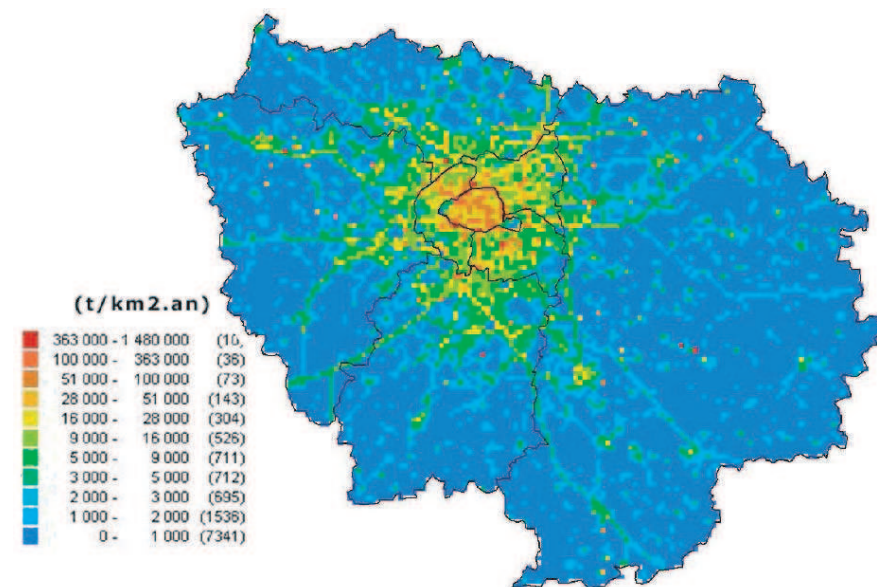 (t/km2.an)
363 000 - 1 480 000
100 000 - 363 000 (38)
51 000 - 100 000 (73)
28 000 - 51 000 (143)
16 000 - 28 000 (304)
9 000 - 16 000 (526)
5 000 - 9 000 (711)
3 000 - 5 000 (712)
2 000 - 3 000 (695)
1 000 - 2 000 (1536)
0 - 1 000 (7341)